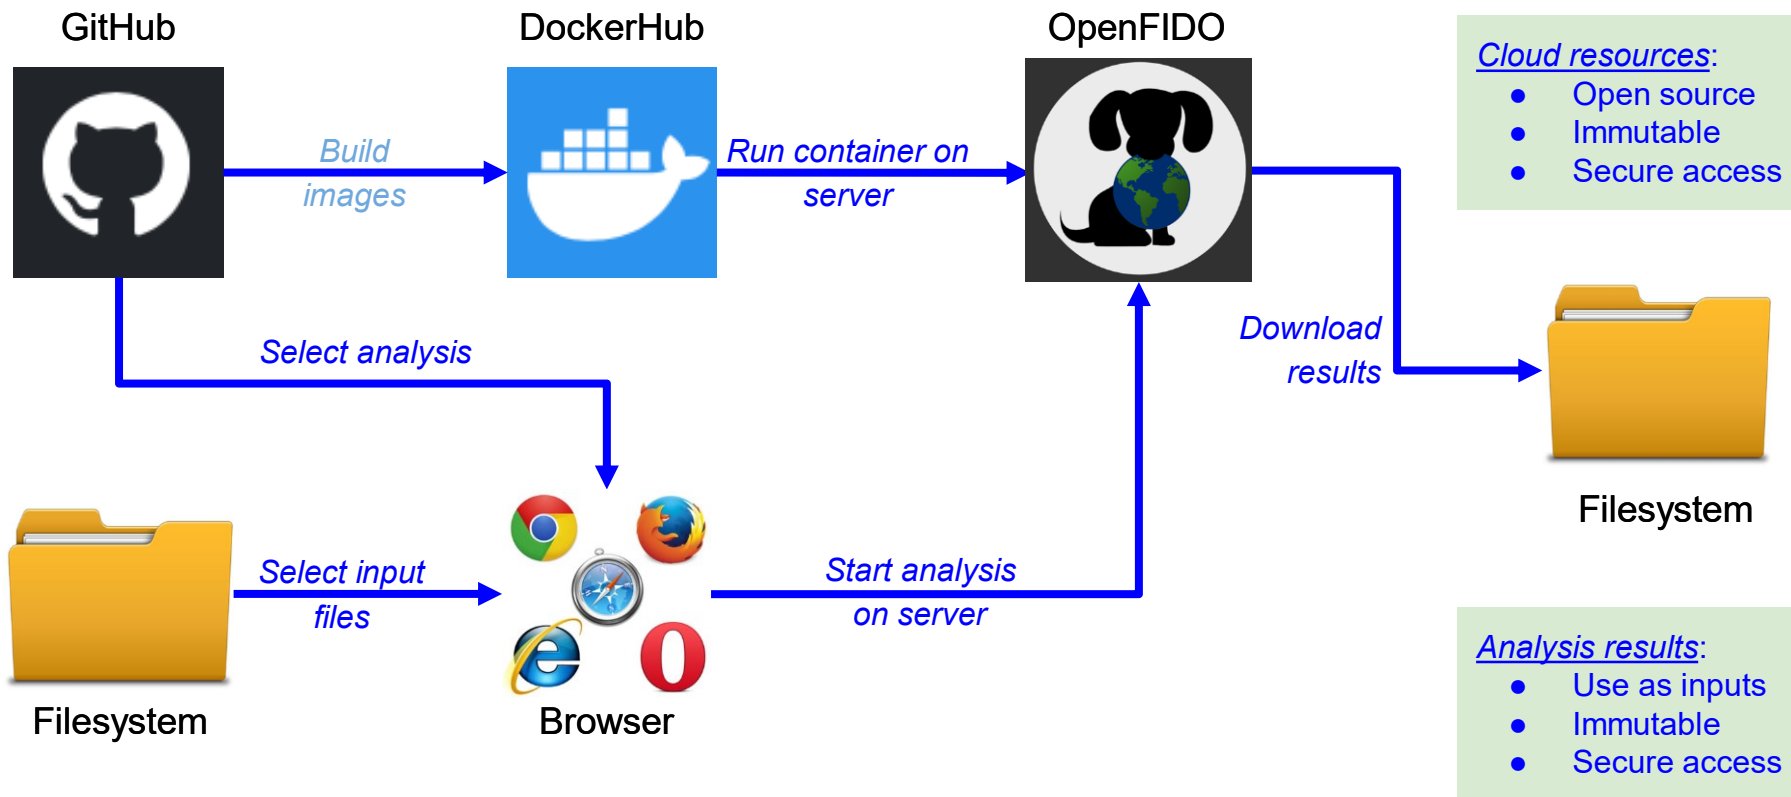 GitHub
DockerHub
OpenFIDO
Cloud resources:
● Open source
● Immutable
● Secure access
Build
images
Run container on
server
Select analysis
Download
results
Filesystem
Select input
files
Start analysis
on server
Filesystem
Browser
Analysis results:
● Use as inputs
● Immutable
● Secure access